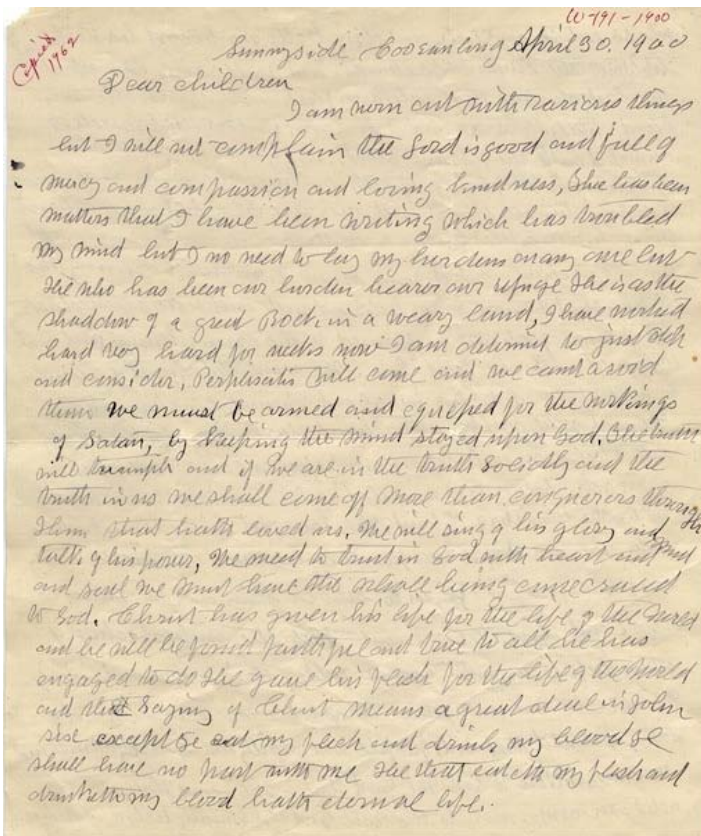 W-191-1900
Copied
1962
Sunnyside Cooranbong April 30. 1900
Dear Children
I am worn out with various things
but I will not complain the Lord is good and full of
mercy and compassion and loving kindness, She has been
matters that I have been writing which has troubled
my mind but I no need to lay my burdens on any one but
He who has been our burden bearer our refuge He is as the
shadow of a great Rock in a weary land, I have worked
hard very hard for weeks now I am determint to just stop
and consider. Perplexitis will come and we cant avoid
them we must be armed and equiped for the workings
of Satan, by keeping the mind stayed upon God. The truth
will triumph and if we are in the truth solidly and the
truth in us we shall come off more than conquerors through
Him that hath loved us. We will sing of his glory and
talk of his power, We need to trust in God with heart and mind
and soul we must have the whole being consecrated
to God. Christ has given his life for the life of the world
and he will be found faithful and true to all he has
engaged to do He gave his flesh for the life of the world
and that saying of Christ means a great deal in John
six except ye eat my flesh and drink my blood ye
shall have no part with me He that eateth my flesh and
drinketh my blood hath eternal life.